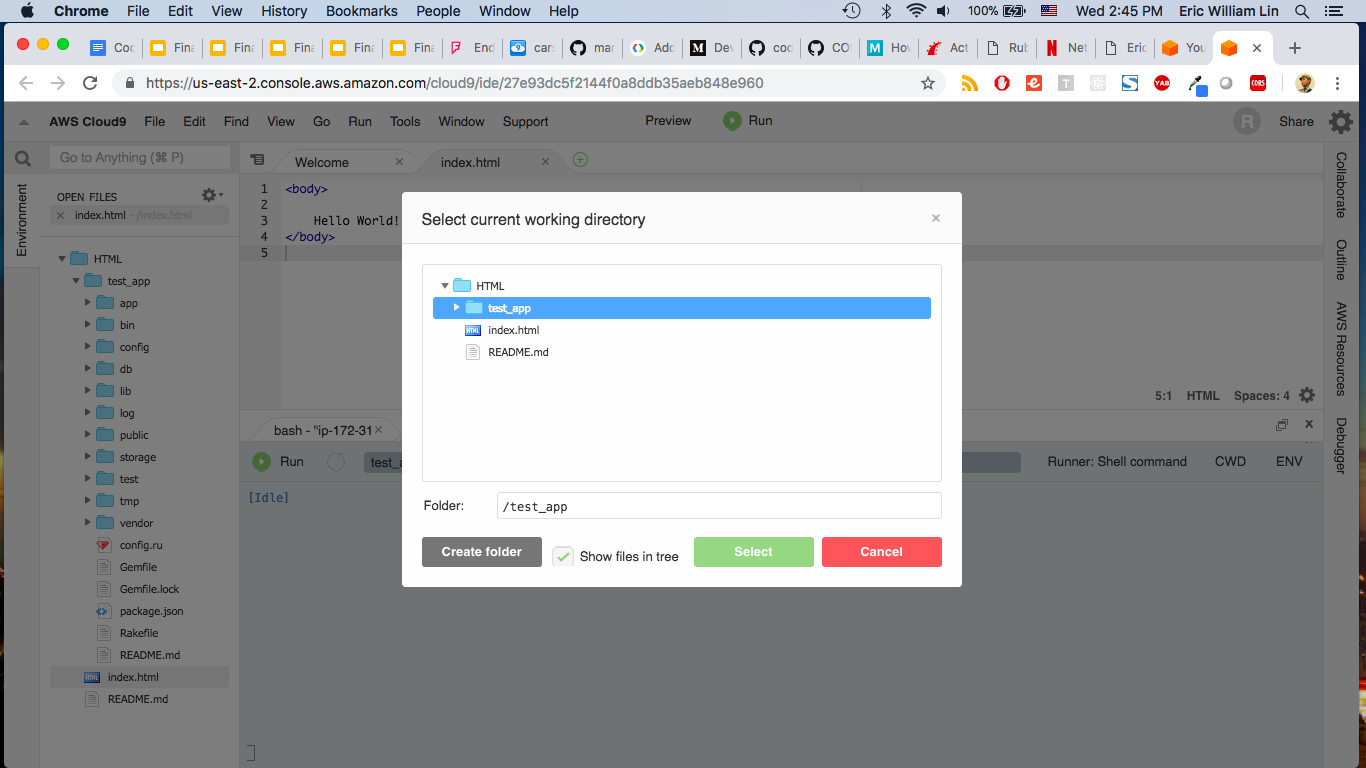 Chrome File Edit View History Bookmarks People Window Help 100% Wed 2:45 PM Eric William Lin
Coc Fina Fina Fina Fina Fina End cars mar Add Dev cod CO How Act Rub Net Eric You
https://us-east-2.console.aws.amazon.com/cloud9/ide/27e93dc5f2144f0a8ddb35aeb848e960
AWS Cloud9 File Edit Find View Go Run Tools Window Support Preview Run R Share
Go to Anything (⌘ P)
Welcome index.html
Environment
OPEN FILES
index.html - /index.html
HTML
test_app
app
bin
config
db
lib
log
public
storage
test
tmp
vendor
config.ru
Gemfile
Gemfile.lock
package.json
Rakefile
README.md
index.html
README.md
1 <body>
2
3 Hello World!
4 </body>
5
Select current working directory
HTML
test_app
index.html
README.md
Folder: /test_app
Create folder Show files in tree Select Cancel
5:1 HTML Spaces: 4
bash - "ip-172-31
Run test_a Runner: Shell command CWD ENV
[Idle]
Collaborate
Outline
AWS Resources
Debugger